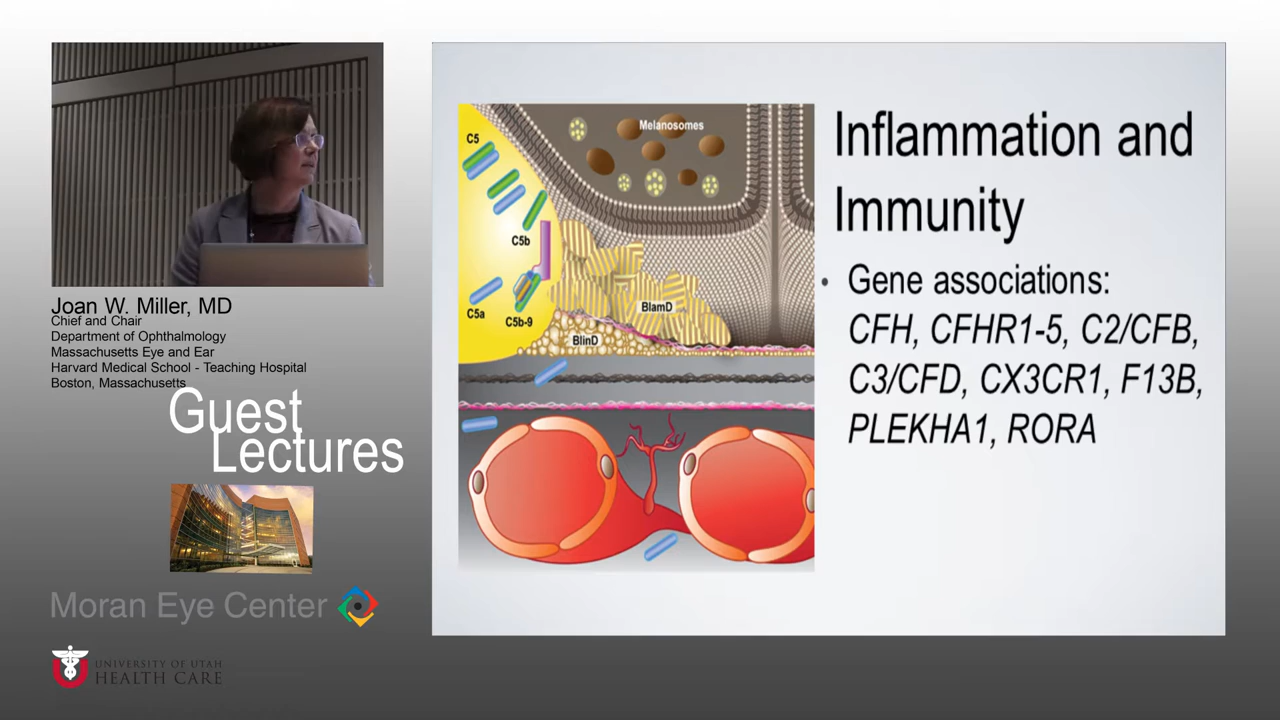 Joan W. Miller, MD
Chief and Chair
Department of Ophthalmology
Massachusetts Eye and Ear
Harvard Medical School - Teaching Hospital
Boston, Massachusetts
Guest
Lectures
Moran Eye Center
UNIVERSITY OF UTAH
HEALTH CARE
Melanosomes
C5
C5b
C5a
C5b-9
BlamD
BlinD
Inflammation and
Immunity
• Gene associations:
CFH, CFHR1-5, C2/CFB,
C3/CFD, CX3CR1, F13B,
PLEKHA1, RORA